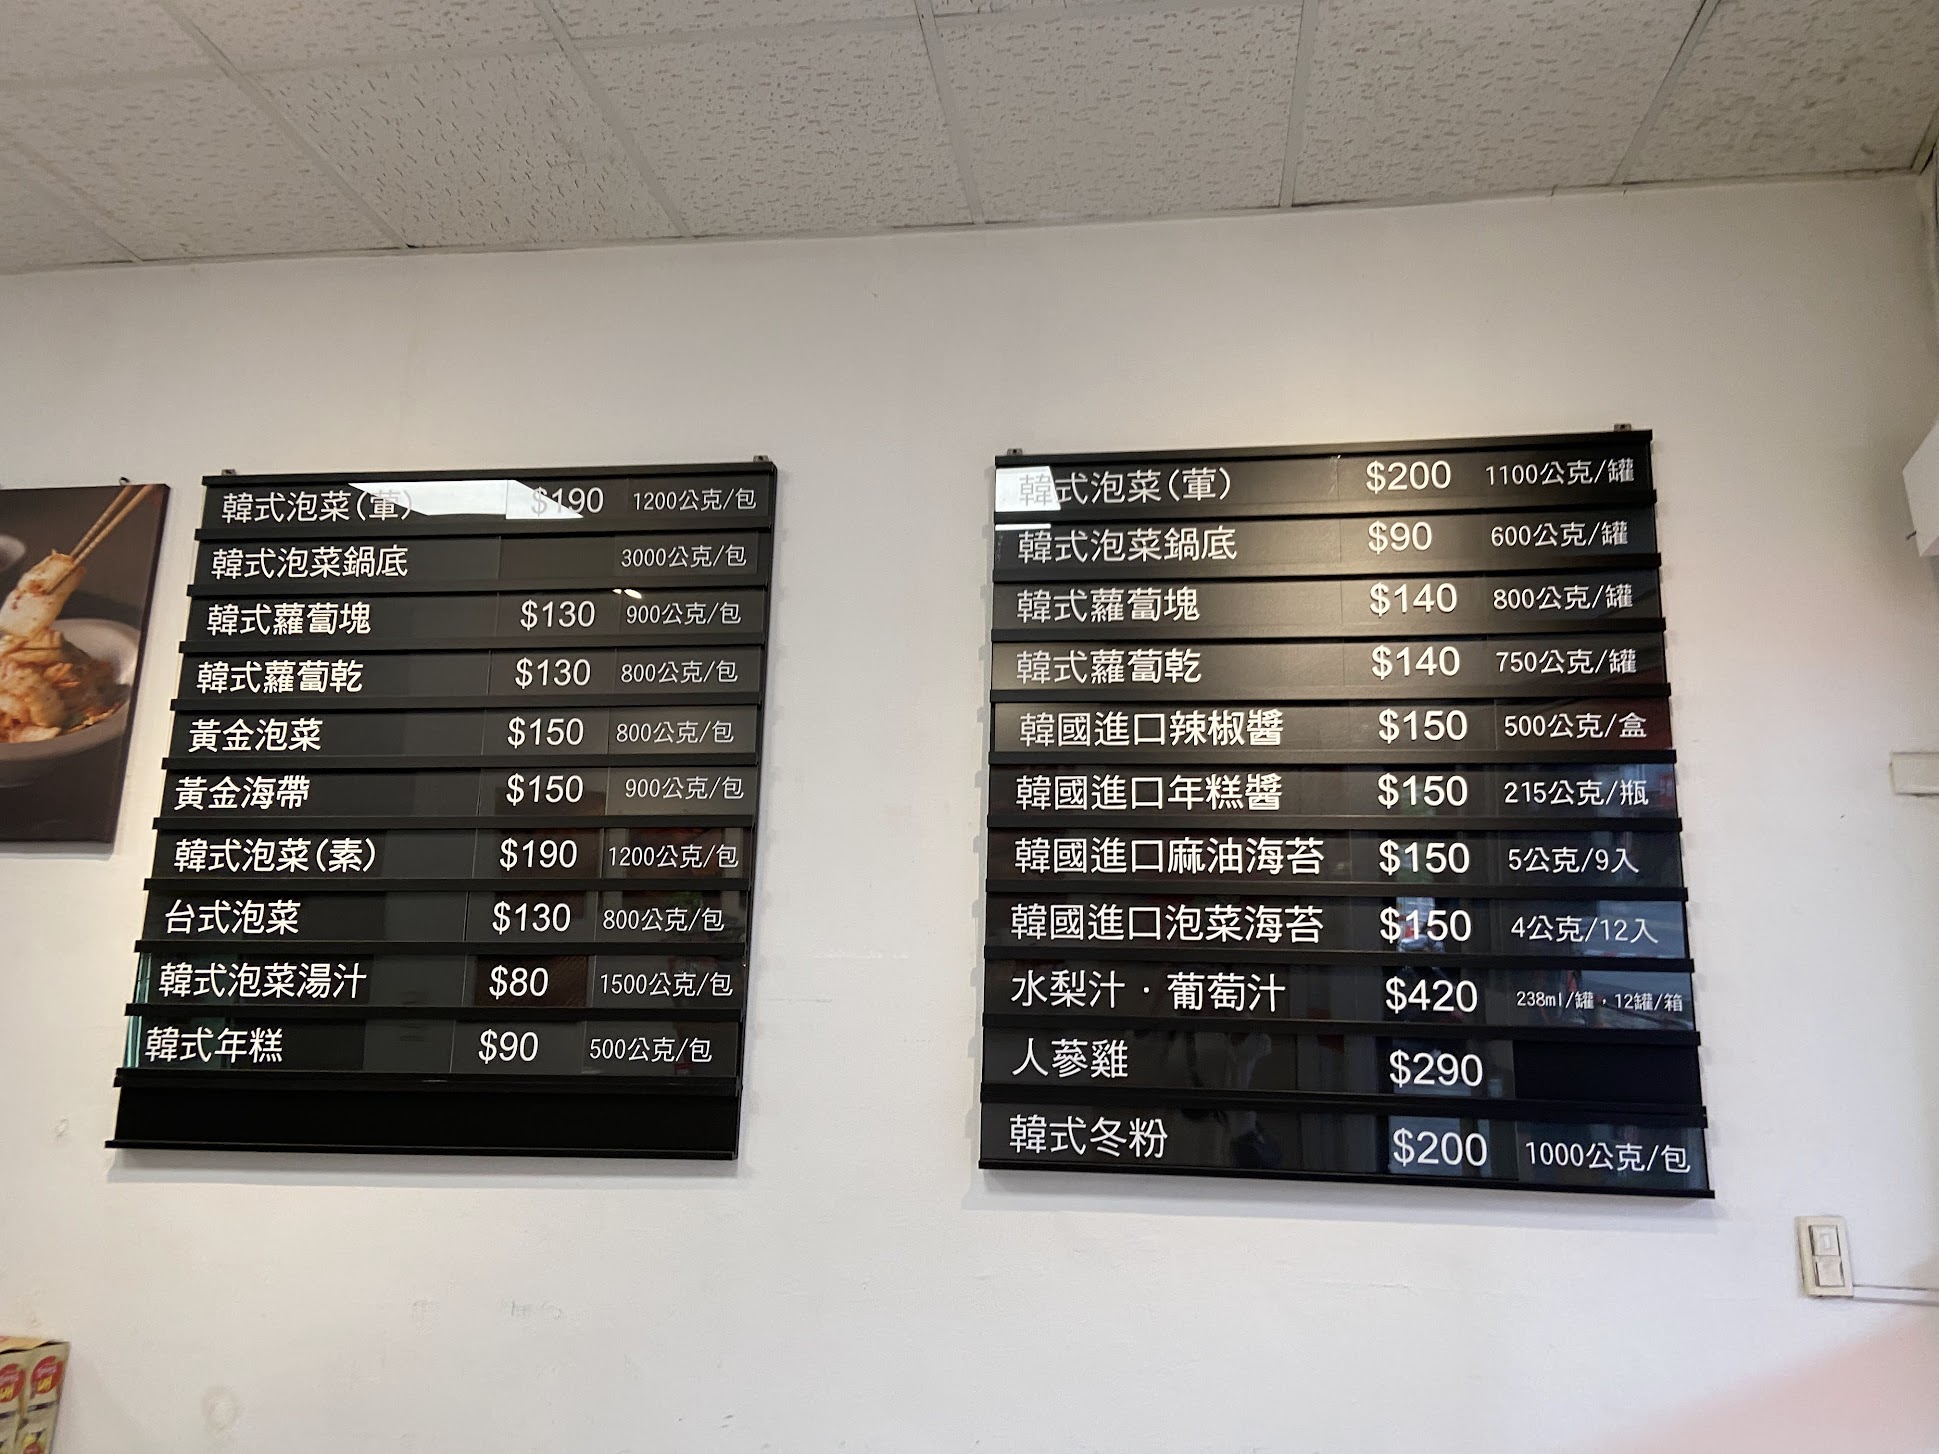 韓式泡菜(葷) $190 1200公克/包
韓式泡菜鍋底 3000公克/包
韓式蘿蔔塊 $130 900公克/包
韓式蘿蔔乾 $130 800公克/包
黃金泡菜 $150 800公克/包
黃金海帶 $150 900公克/包
韓式泡菜(素) $190 1200公克/包
台式泡菜 $130 800公克/包
韓式泡菜湯汁 $80 1500公克/包
韓式年糕 $90 500公克/包
韓式泡菜(葷) $200 1100公克/罐
韓式泡菜鍋底 $90 600公克/罐
韓式蘿蔔塊 $140 800公克/罐
韓式蘿蔔乾 $140 750公克/罐
韓國進口辣椒醬 $150 500公克/盒
韓國進口年糕醬 $150 215公克/瓶
韓國進口麻油海苔 $150 5公克/9入
韓國進口泡菜海苔 $150 4公克/12入
水梨汁·葡萄汁 $420 238ml/罐，12罐/箱
人蔘雞 $290
韓式冬粉 $200 1000公克/包